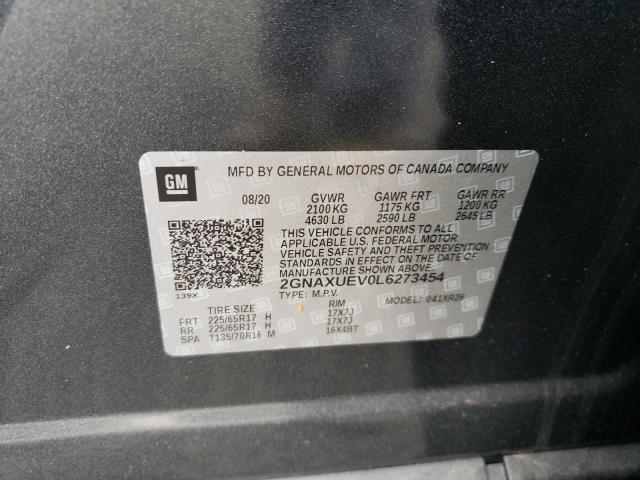 GM
MFD BY GENERAL MOTORS OF CANADA COMPANY
08/20 GVWR GAWR FRT GAWR RR
2100 KG 1175 KG 1200 KG
4630 LB 2590 LB 2645 LB
THIS VEHICLE CONFORMS TO ALL
APPLICABLE U.S. FEDERAL MOTOR
VEHICLE SAFETY AND THEFT PREVENTION
STANDARDS IN EFFECT ON THE DATE OF
MANUFACTURE SHOWN ABOVE.
2GNAXUEV0L6273454
139X TYPE: M.P.V. MODEL: 041XR26
TIRE SIZE RIM
FRT 225/65R17 H 17X7J
RR 225/65R17 H 17X7J
SPA T135/70R16 M 16X4BT